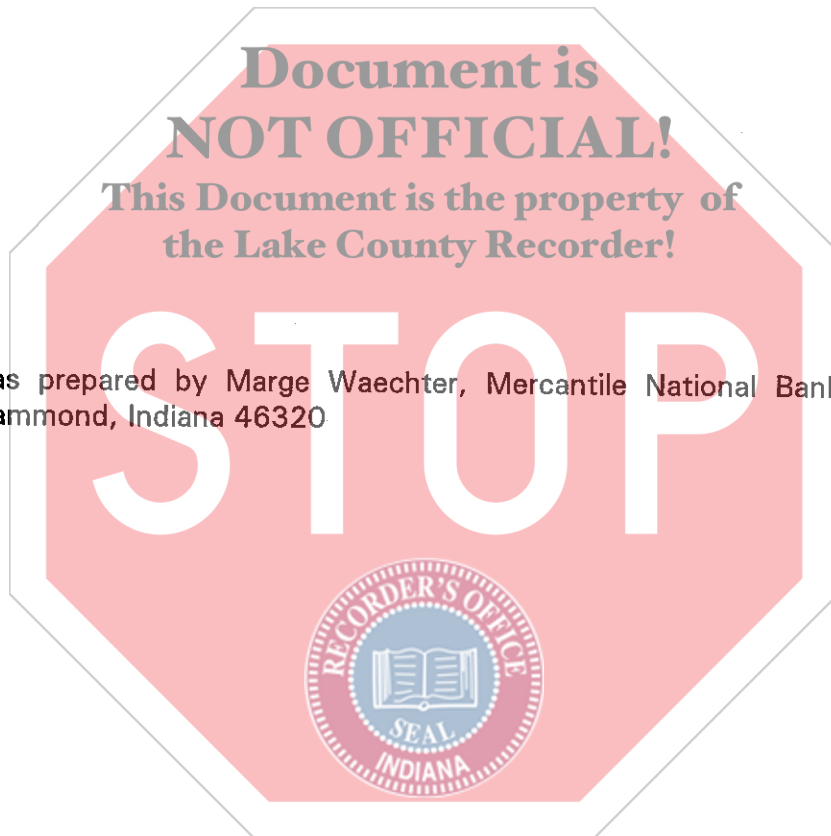 Document is
NOT OFFICIAL!
This Document is the property of
the Lake County Recorder!
STOP
as prepared by Marge Waechter, Mercantile National Bank
ammond, Indiana 46320
RECORDER'S OFFICE
SEAL
INDIANA